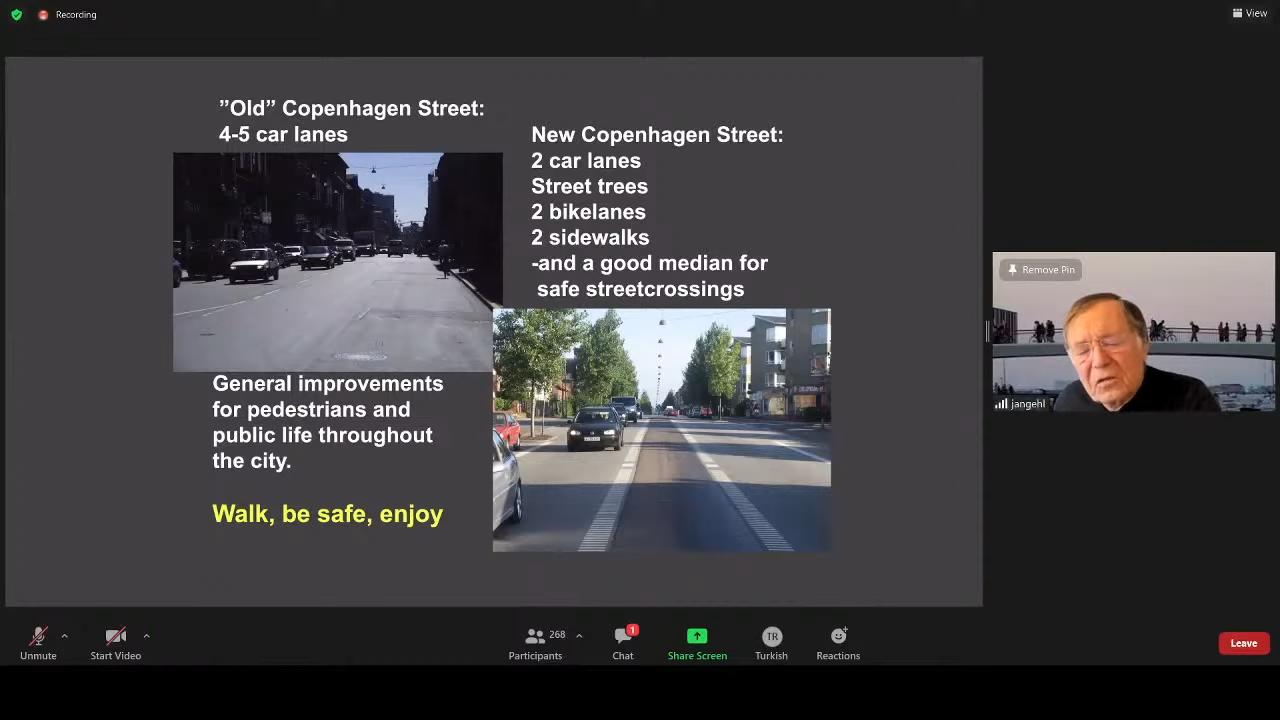 Recording
View
”Old” Copenhagen Street:
4-5 car lanes
New Copenhagen Street:
2 car lanes
Street trees
2 bikelanes
2 sidewalks
-and a good median for
safe streetcrossings
General improvements
for pedestrians and
public life throughout
the city.
Walk, be safe, enjoy
Remove Pin
jangehl
Unmute
Start Video
268
Participants
1
Chat
Share Screen
TR
Turkish
Reactions
Leave